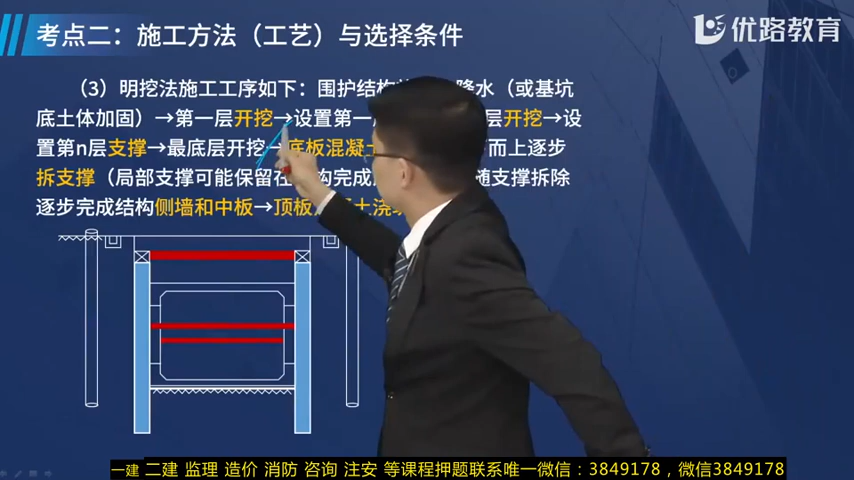 考点二：施工方法（工艺）与选择条件
优路教育
（3）明挖法施工工序如下：围护结构 降水（或基坑
底土体加固）→第一层开挖→设置第一 层开挖→设
置第n层支撑→最底层开挖→底板混凝土 而上逐步
拆支撑（局部支撑可能保留在结构完成 随支撑拆除
逐步完成结构侧墙和中板→顶板 土浇
一建 二建 监理 造价 消防 咨询 注安 等课程押题联系唯一微信：3849178，微信3849178